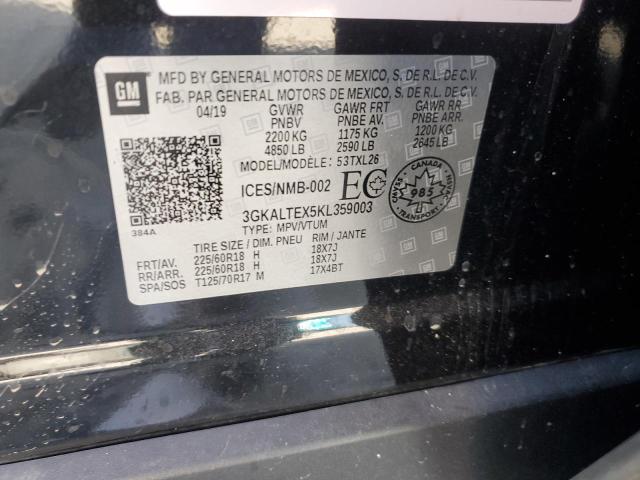 GM
MFD BY GENERAL MOTORS DE MEXICO, S. DE R.L. DE C.V.
FAB. PAR GENERAL MOTORS DE MEXICO, S. DE R.L. DE C.V.
04/19 GVWR GAWR FRT GAWR RR
PNBV PNBE AV. PNBE ARR.
2200 KG 1175 KG 1200 KG
4850 LB 2590 LB 2645 LB
MODEL/MODÈLE: 53TXL26
ICES/NMB-002 EC
CANADA
985
3GKALTEX5KL359003
384A
TYPE: MPV/VTUM
TIRE SIZE / DIM. PNEU RIM / JANTE
FRT/AV. 225/60R18 H 18X7J
RR/ARR. 225/60R18 H 18X7J
SPA/SOS T125/70R17 M 17X4BT